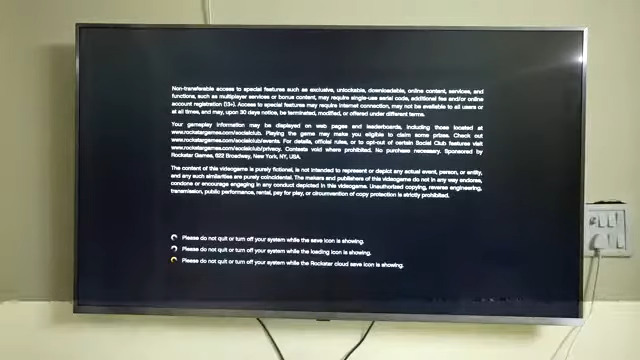 Non-transferable access to special features such as exclusive, unlockable, downloadable, online content, services, and
functions, such as multiplayer services or bonus content, may require single-use serial code, additional fee and/or online
account registration (13+). Access to special features may require internet connection, may not be available to all users or
at all times, and may, upon 30 days notice, be terminated, modified, or offered under different terms.
Your gameplay information may be displayed on web pages and leaderboards, including those located at
www.rockstargames.com/socialclub. Playing the game may make you eligible to claim some prizes. Check out
www.rockstargames.com/socialclub/events. For details, official rules, or to opt-out of certain Social Club features visit
www.rockstargames.com/privacy. Contests void where prohibited. No purchase necessary. Sponsored by
Rockstar Games, 622 Broadway, New York, NY, USA.
The content of this videogame is purely fictional, is not intended to represent or depict any actual event, person, or entity,
and any such similarities are purely coincidental. The makers and publishers of this videogame do not in any way endorse,
condone or encourage engaging in any conduct depicted in this videogame. Unauthorized copying, reverse engineering,
transmission, public performance, rental, pay for play, or circumvention of copy protection is strictly prohibited.
Please do not quit or turn off your system while the save icon is showing.
Please do not quit or turn off your system while the loading icon is showing.
Please do not quit or turn off your system while the Rockstar cloud save icon is showing.